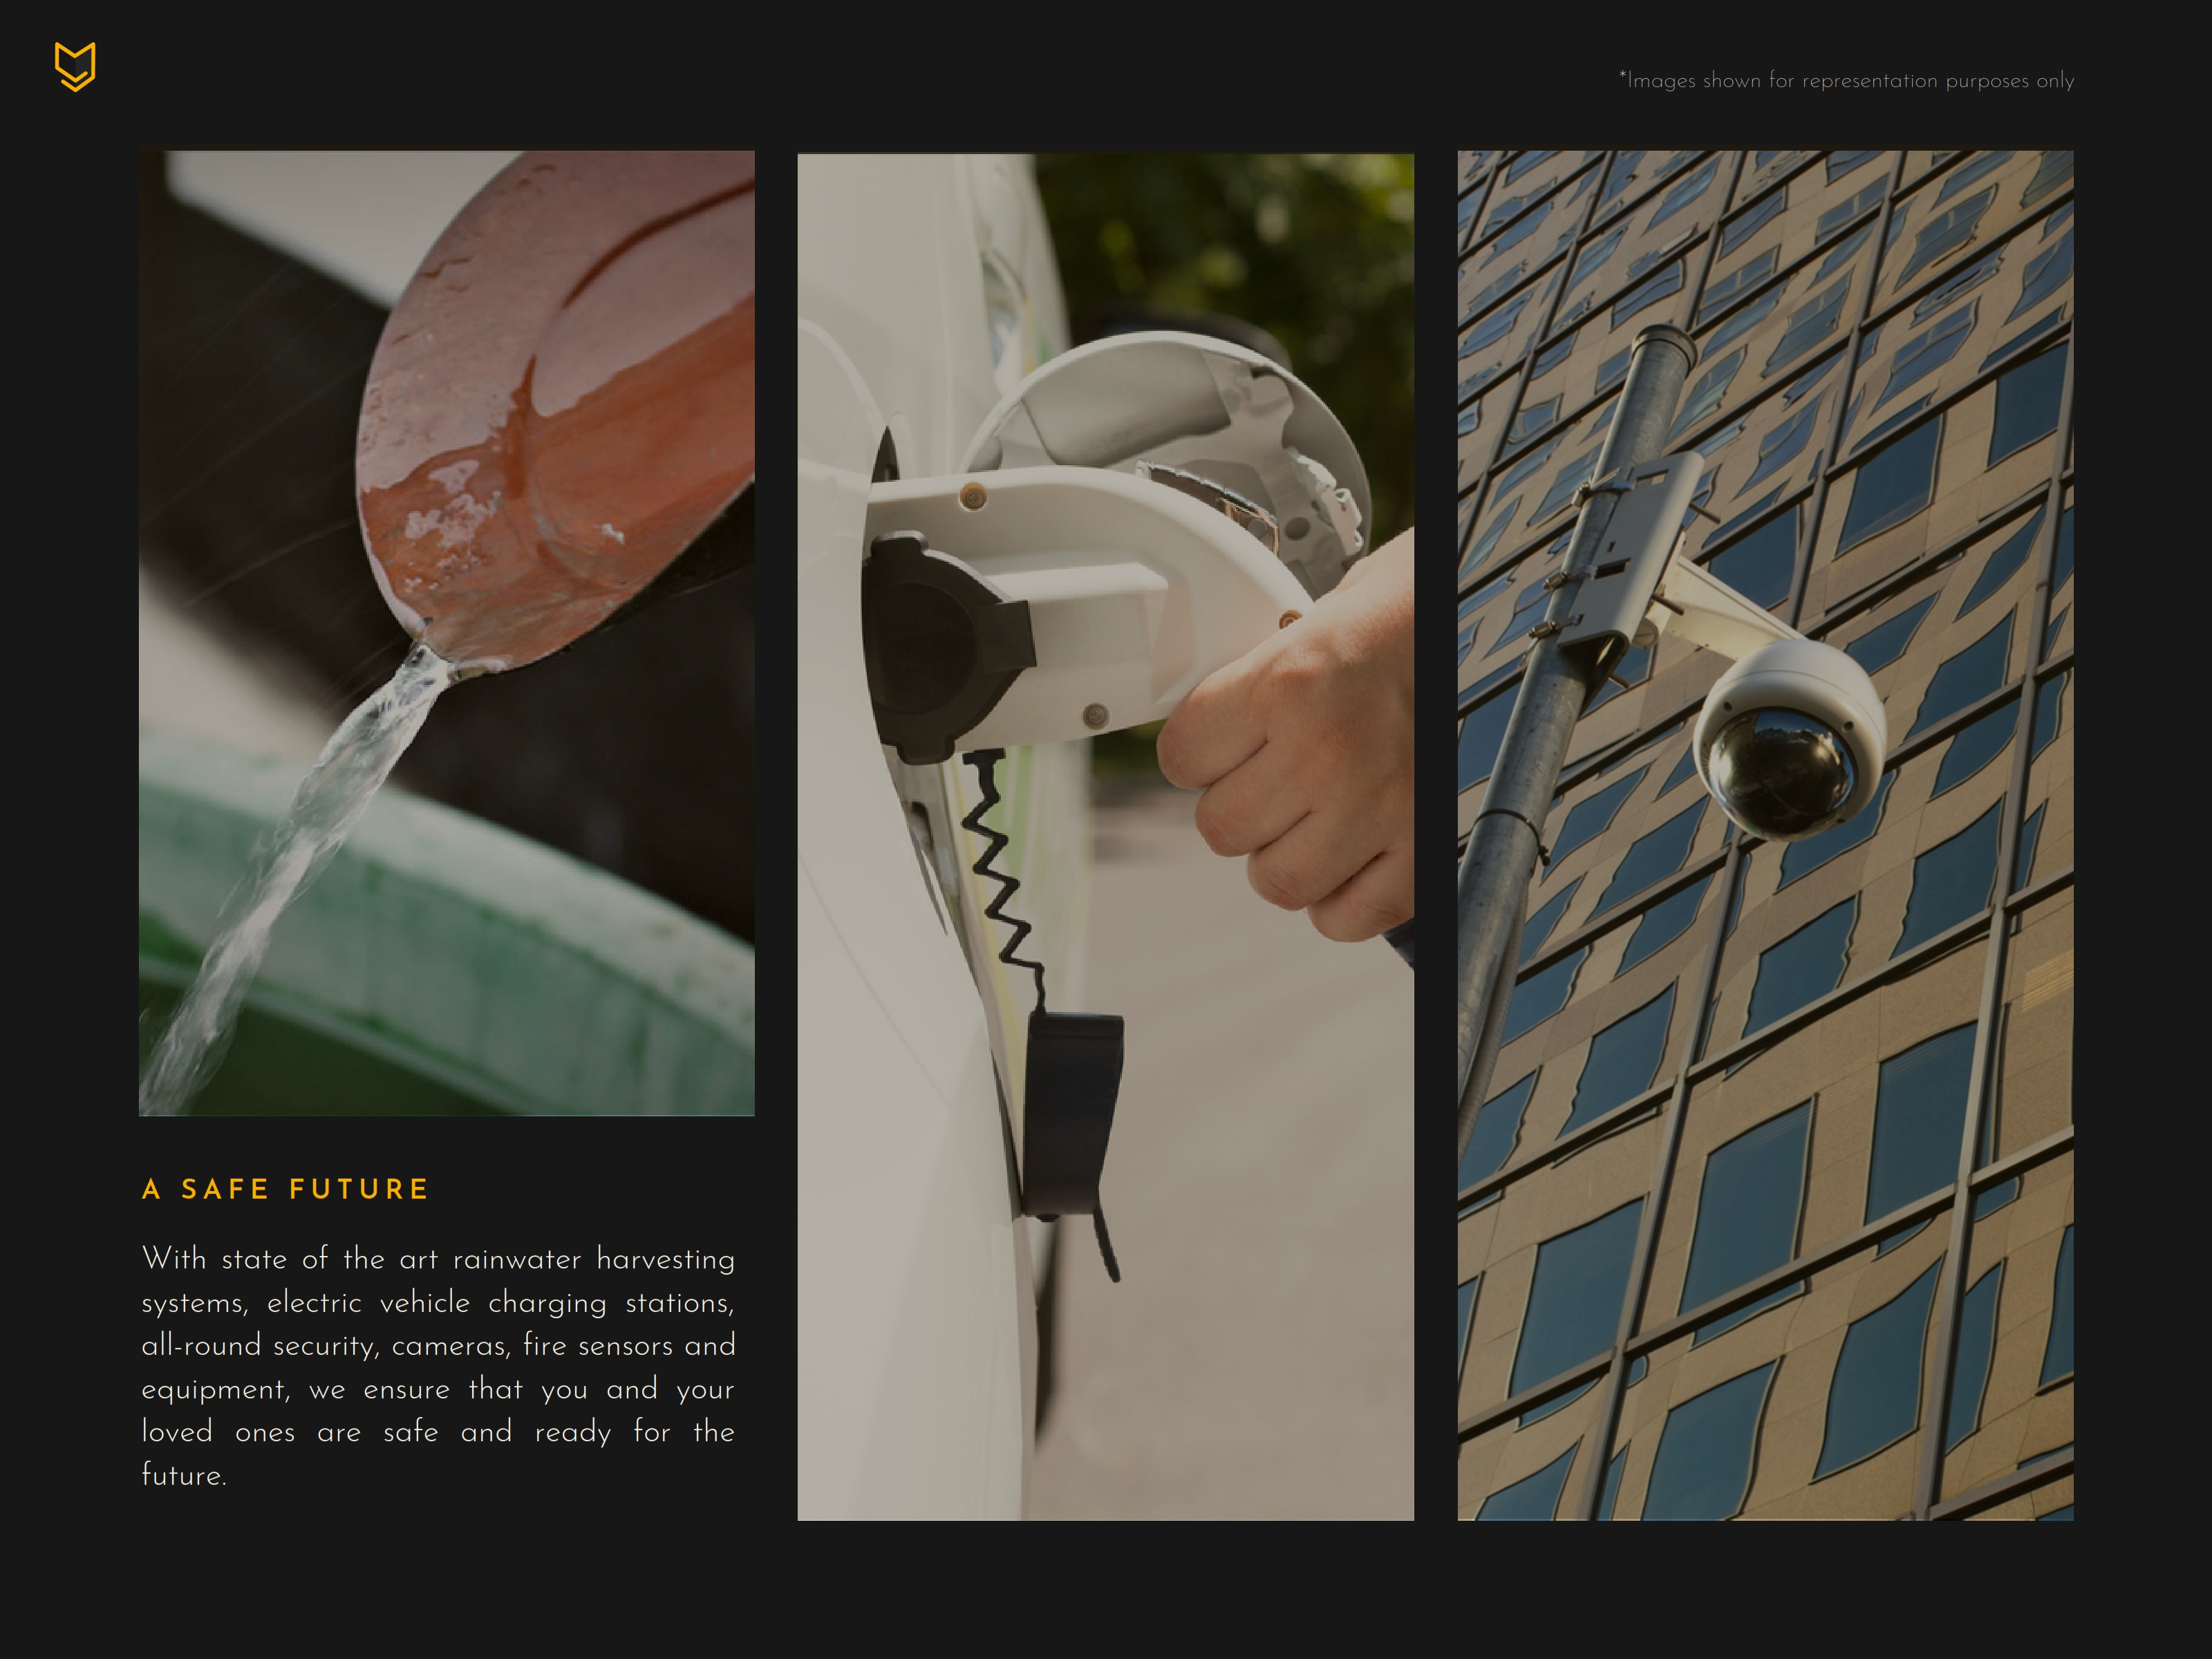 *Images shown for representation purposes only
A SAFE FUTURE
With state of the art rainwater harvesting
systems, electric vehicle charging stations,
all-round security, cameras, fire sensors and
equipment, we ensure that you and your
loved ones are safe and ready for the
future.